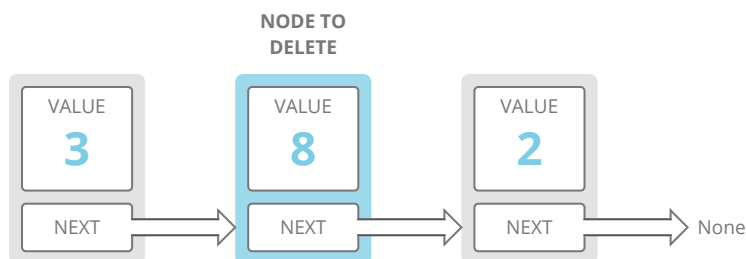 NODE TO
DELETE
VALUE
3
NEXT
VALUE
8
NEXT
VALUE
2
NEXT
None